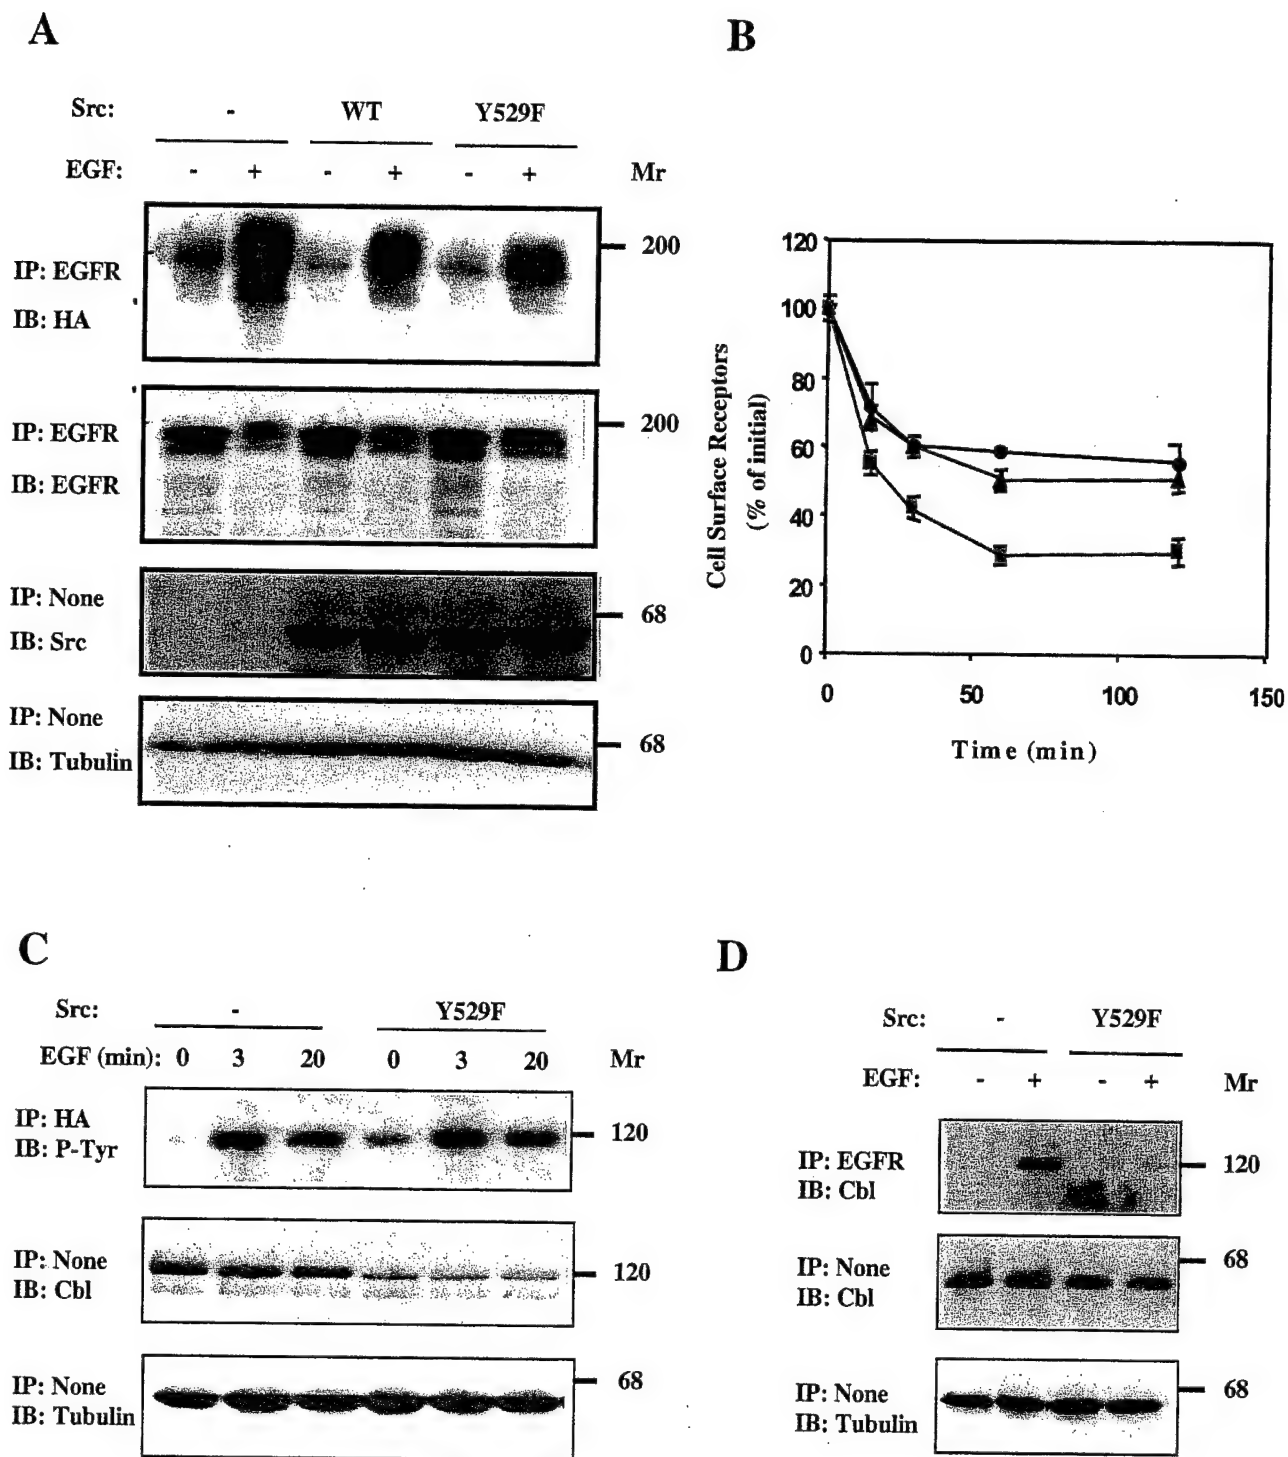 A
Src: - WT Y529F
EGF: - + - + - + Mr
IP: EGFR
IB: HA
200
IP: EGFR
IB: EGFR
200
IP: None
IB: Src
68
IP: None
IB: Tubulin
68
B
120
100
80
60
40
20
0
Cell Surface Receptors
(% of initial)
0 50 100 150
Time (min)
C
Src: - Y529F
EGF (min): 0 3 20 0 3 20 Mr
IP: HA
IB: P-Tyr
120
IP: None
IB: Cbl
120
IP: None
IB: Tubulin
68
D
Src: - Y529F
EGF: - + - + Mr
IP: EGFR
IB: Cbl
120
IP: None
IB: Cbl
68
IP: None
IB: Tubulin
68